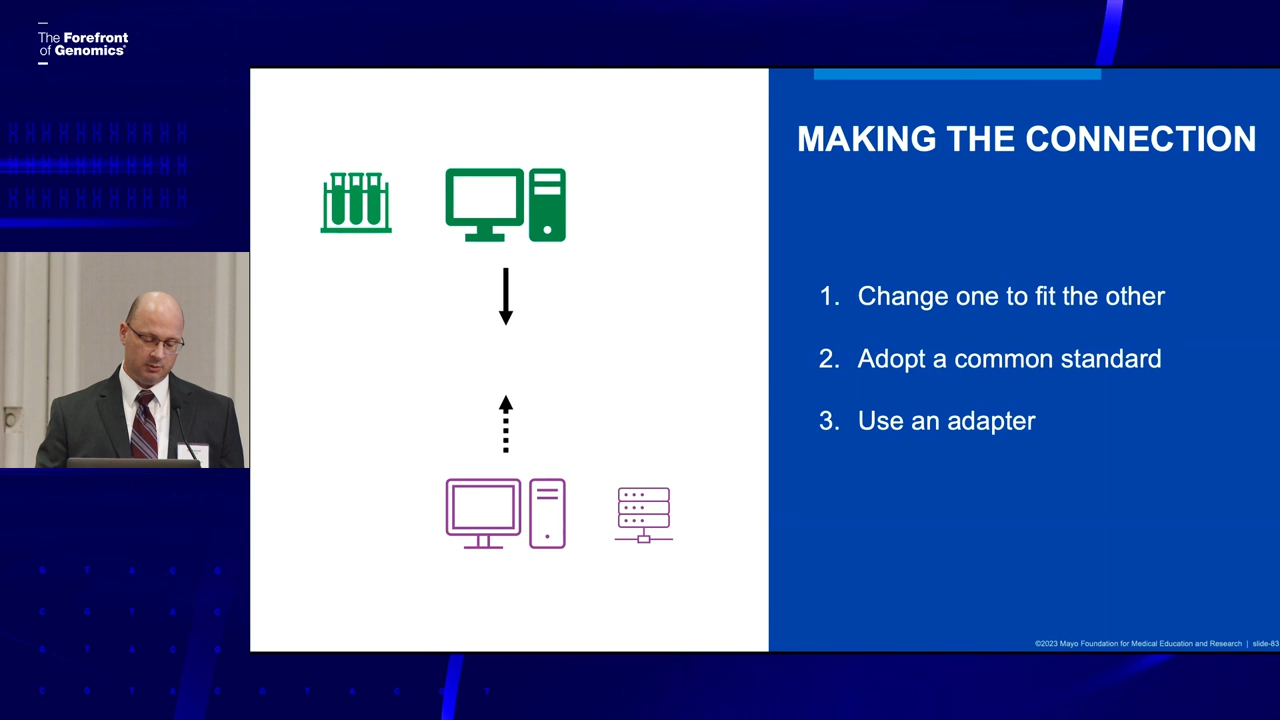 The Forefront
of Genomics®
MAKING THE CONNECTION
1. Change one to fit the other
2. Adopt a common standard
3. Use an adapter
©2023 Mayo Foundation for Medical Education and Research | slide-83